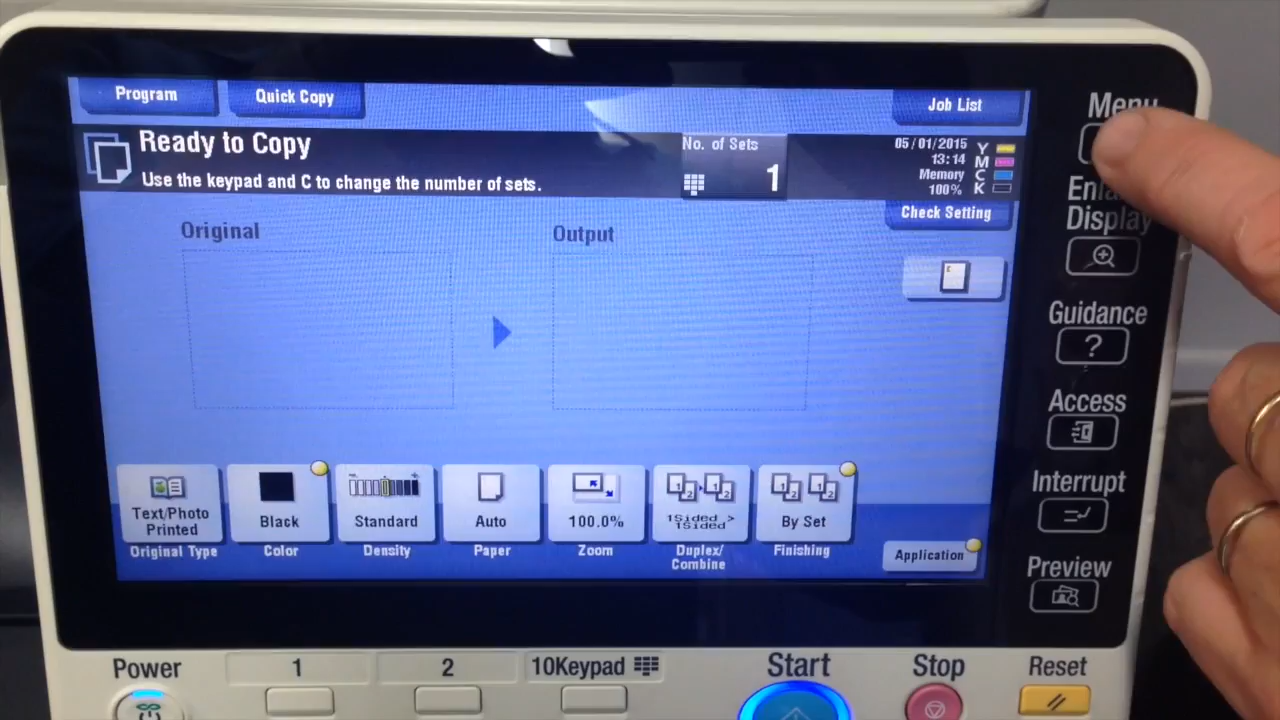 Program
Quick Copy
Job List
Menu
Ready to Copy
No. of Sets
05/01/2015
Y
13:14
M
Use the keypad and C to change the number of sets.
1
Memory
C
100%
K
Display
Check Setting
Original
Output
Guidance
?
Access
Interrupt
Preview
Text/Photo
Printed
Black
Standard
Auto
100.0%
1Sided >
1Sided
By Set
Original Type
Color
Density
Paper
Zoom
Duplex/
Combine
Finishing
Application
Power
1
2
10Keypad
Start
Stop
Reset